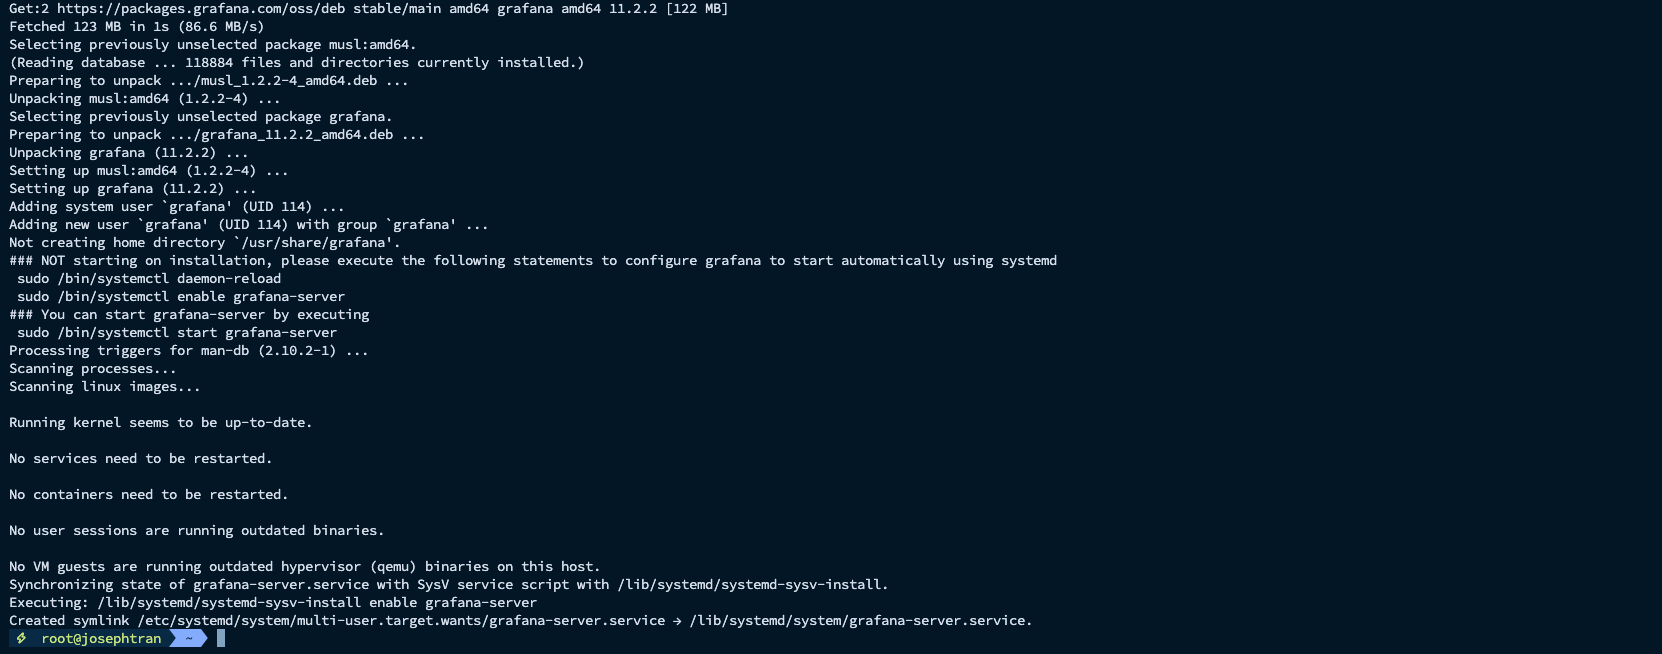 Get:2 https://packages.grafana.com/oss/deb stable/main amd64 grafana amd64 11.2.2 [122 MB]
Fetched 123 MB in 1s (86.6 MB/s)
Selecting previously unselected package musl:amd64.
(Reading database ... 118884 files and directories currently installed.)
Preparing to unpack .../musl_1.2.2-4_amd64.deb ...
Unpacking musl:amd64 (1.2.2-4) ...
Selecting previously unselected package grafana.
Preparing to unpack .../grafana_11.2.2_amd64.deb ...
Unpacking grafana (11.2.2) ...
Setting up musl:amd64 (1.2.2-4) ...
Setting up grafana (11.2.2) ...
Adding system user `grafana' (UID 114) ...
Adding new user `grafana' (UID 114) with group `grafana' ...
Not creating home directory `/usr/share/grafana'.
### NOT starting on installation, please execute the following statements to configure grafana to start automatically using systemd
 sudo /bin/systemctl daemon-reload
 sudo /bin/systemctl enable grafana-server
### You can start grafana-server by executing
 sudo /bin/systemctl start grafana-server
Processing triggers for man-db (2.10.2-1) ...
Scanning processes...
Scanning linux images...
Running kernel seems to be up-to-date.
No services need to be restarted.
No containers need to be restarted.
No user sessions are running outdated binaries.
No VM guests are running outdated hypervisor (qemu) binaries on this host.
Synchronizing state of grafana-server.service with SysV service script with /lib/systemd/systemd-sysv-install.
Executing: /lib/systemd/systemd-sysv-install enable grafana-server
Created symlink /etc/systemd/system/multi-user.target.wants/grafana-server.service → /lib/systemd/system/grafana-server.service.
⚡ root@josephtran ~